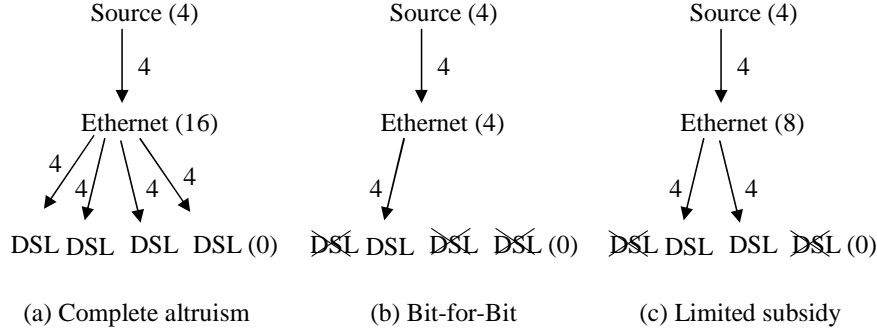 Source (4)
4
Ethernet (16)
4
4
4
4
DSL DSL DSL DSL (0)
(a) Complete altruism
Source (4)
4
Ethernet (4)
4
DSL DSL DSL DSL (0)
(b) Bit-for-Bit
Source (4)
4
Ethernet (8)
4
4
DSL DSL DSL DSL (0)
(c) Limited subsidy